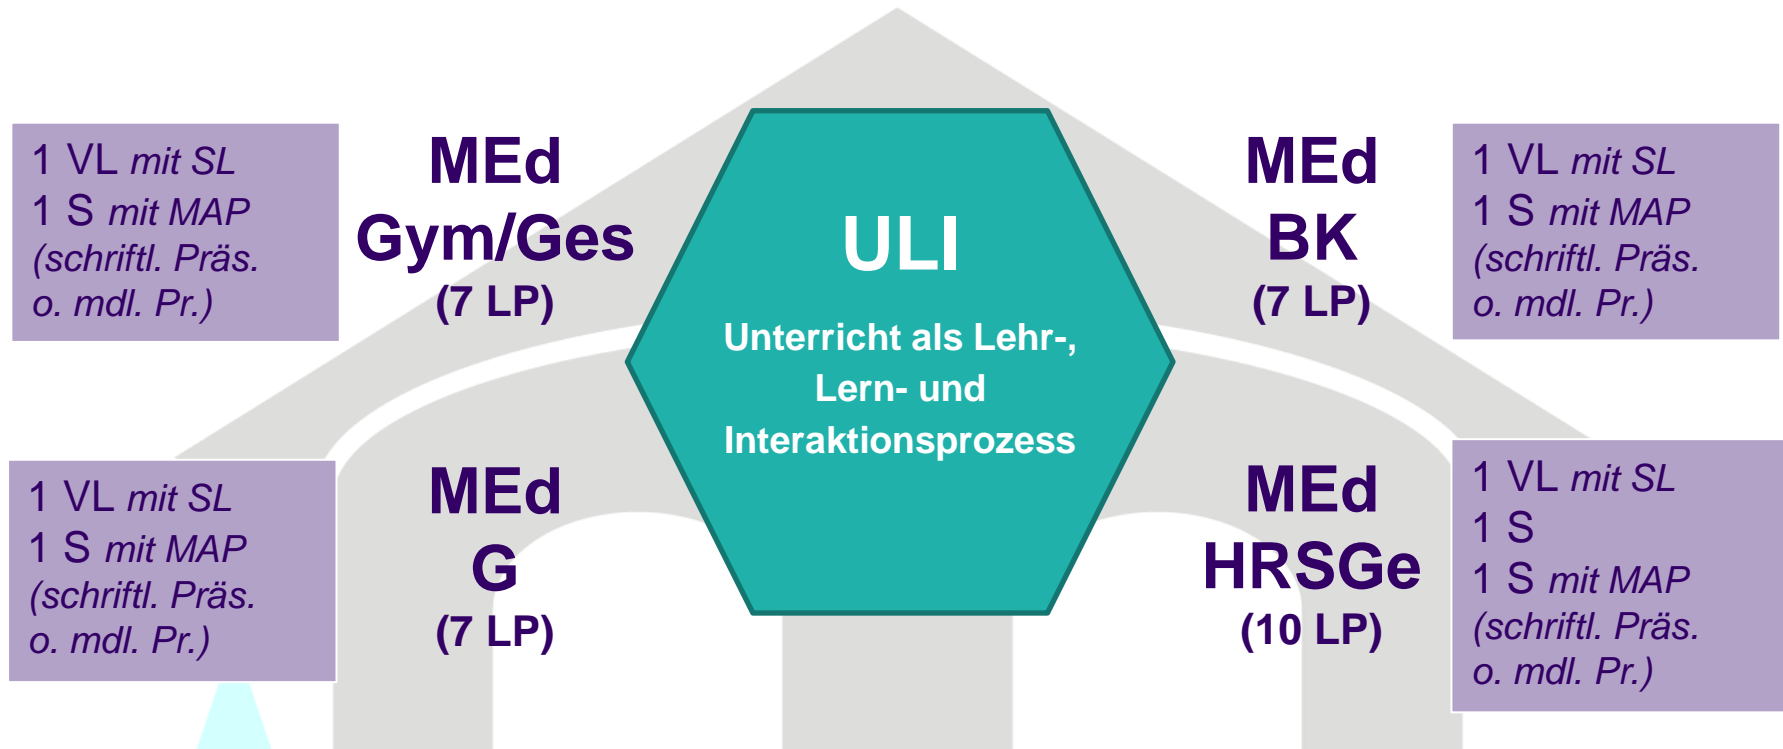 1 VL mit SL
1 S mit MAP
(schriftl. Präs.
o. mdl. Pr.)
MEd
Gym/Ges
(7 LP)
ULI
Unterricht als Lehr-,
Lern- und
Interaktionsprozess
MEd
BK
(7 LP)
1 VL mit SL
1 S mit MAP
(schriftl. Präs.
o. mdl. Pr.)
1 VL mit SL
1 S mit MAP
(schriftl. Präs.
o. mdl. Pr.)
MEd
G
(7 LP)
MEd
HRSGe
(10 LP)
1 VL mit SL
1 S
1 S mit MAP
(schriftl. Präs.
o. mdl. Pr.)